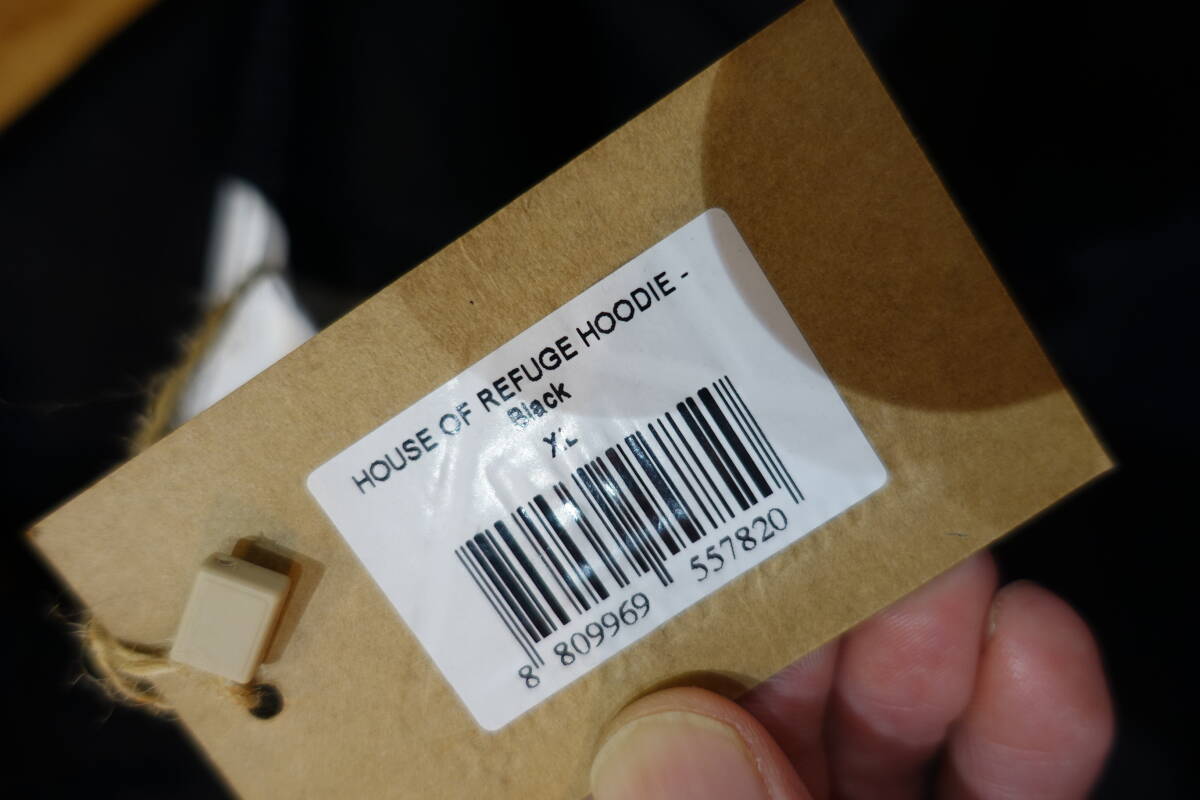 HOUSE OF REFUGE HOODIE -
Black
XL
8 809969 557820